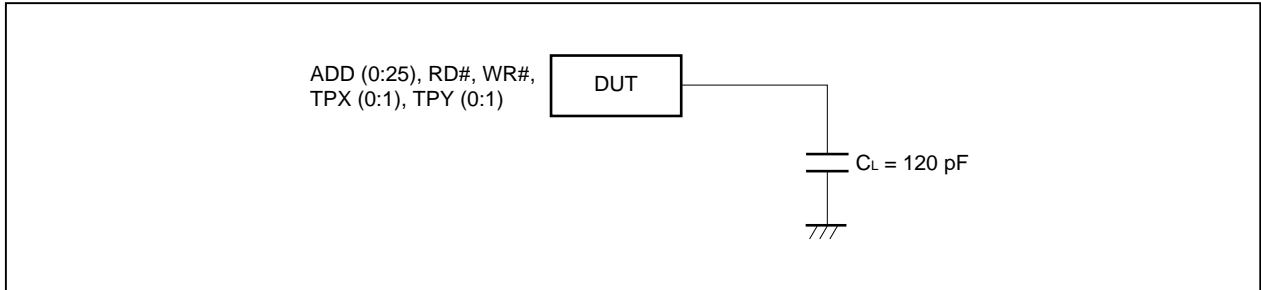 ADD (0:25), RD#, WR#,
TPX (0:1), TPY (0:1)
DUT
CL = 120 pF